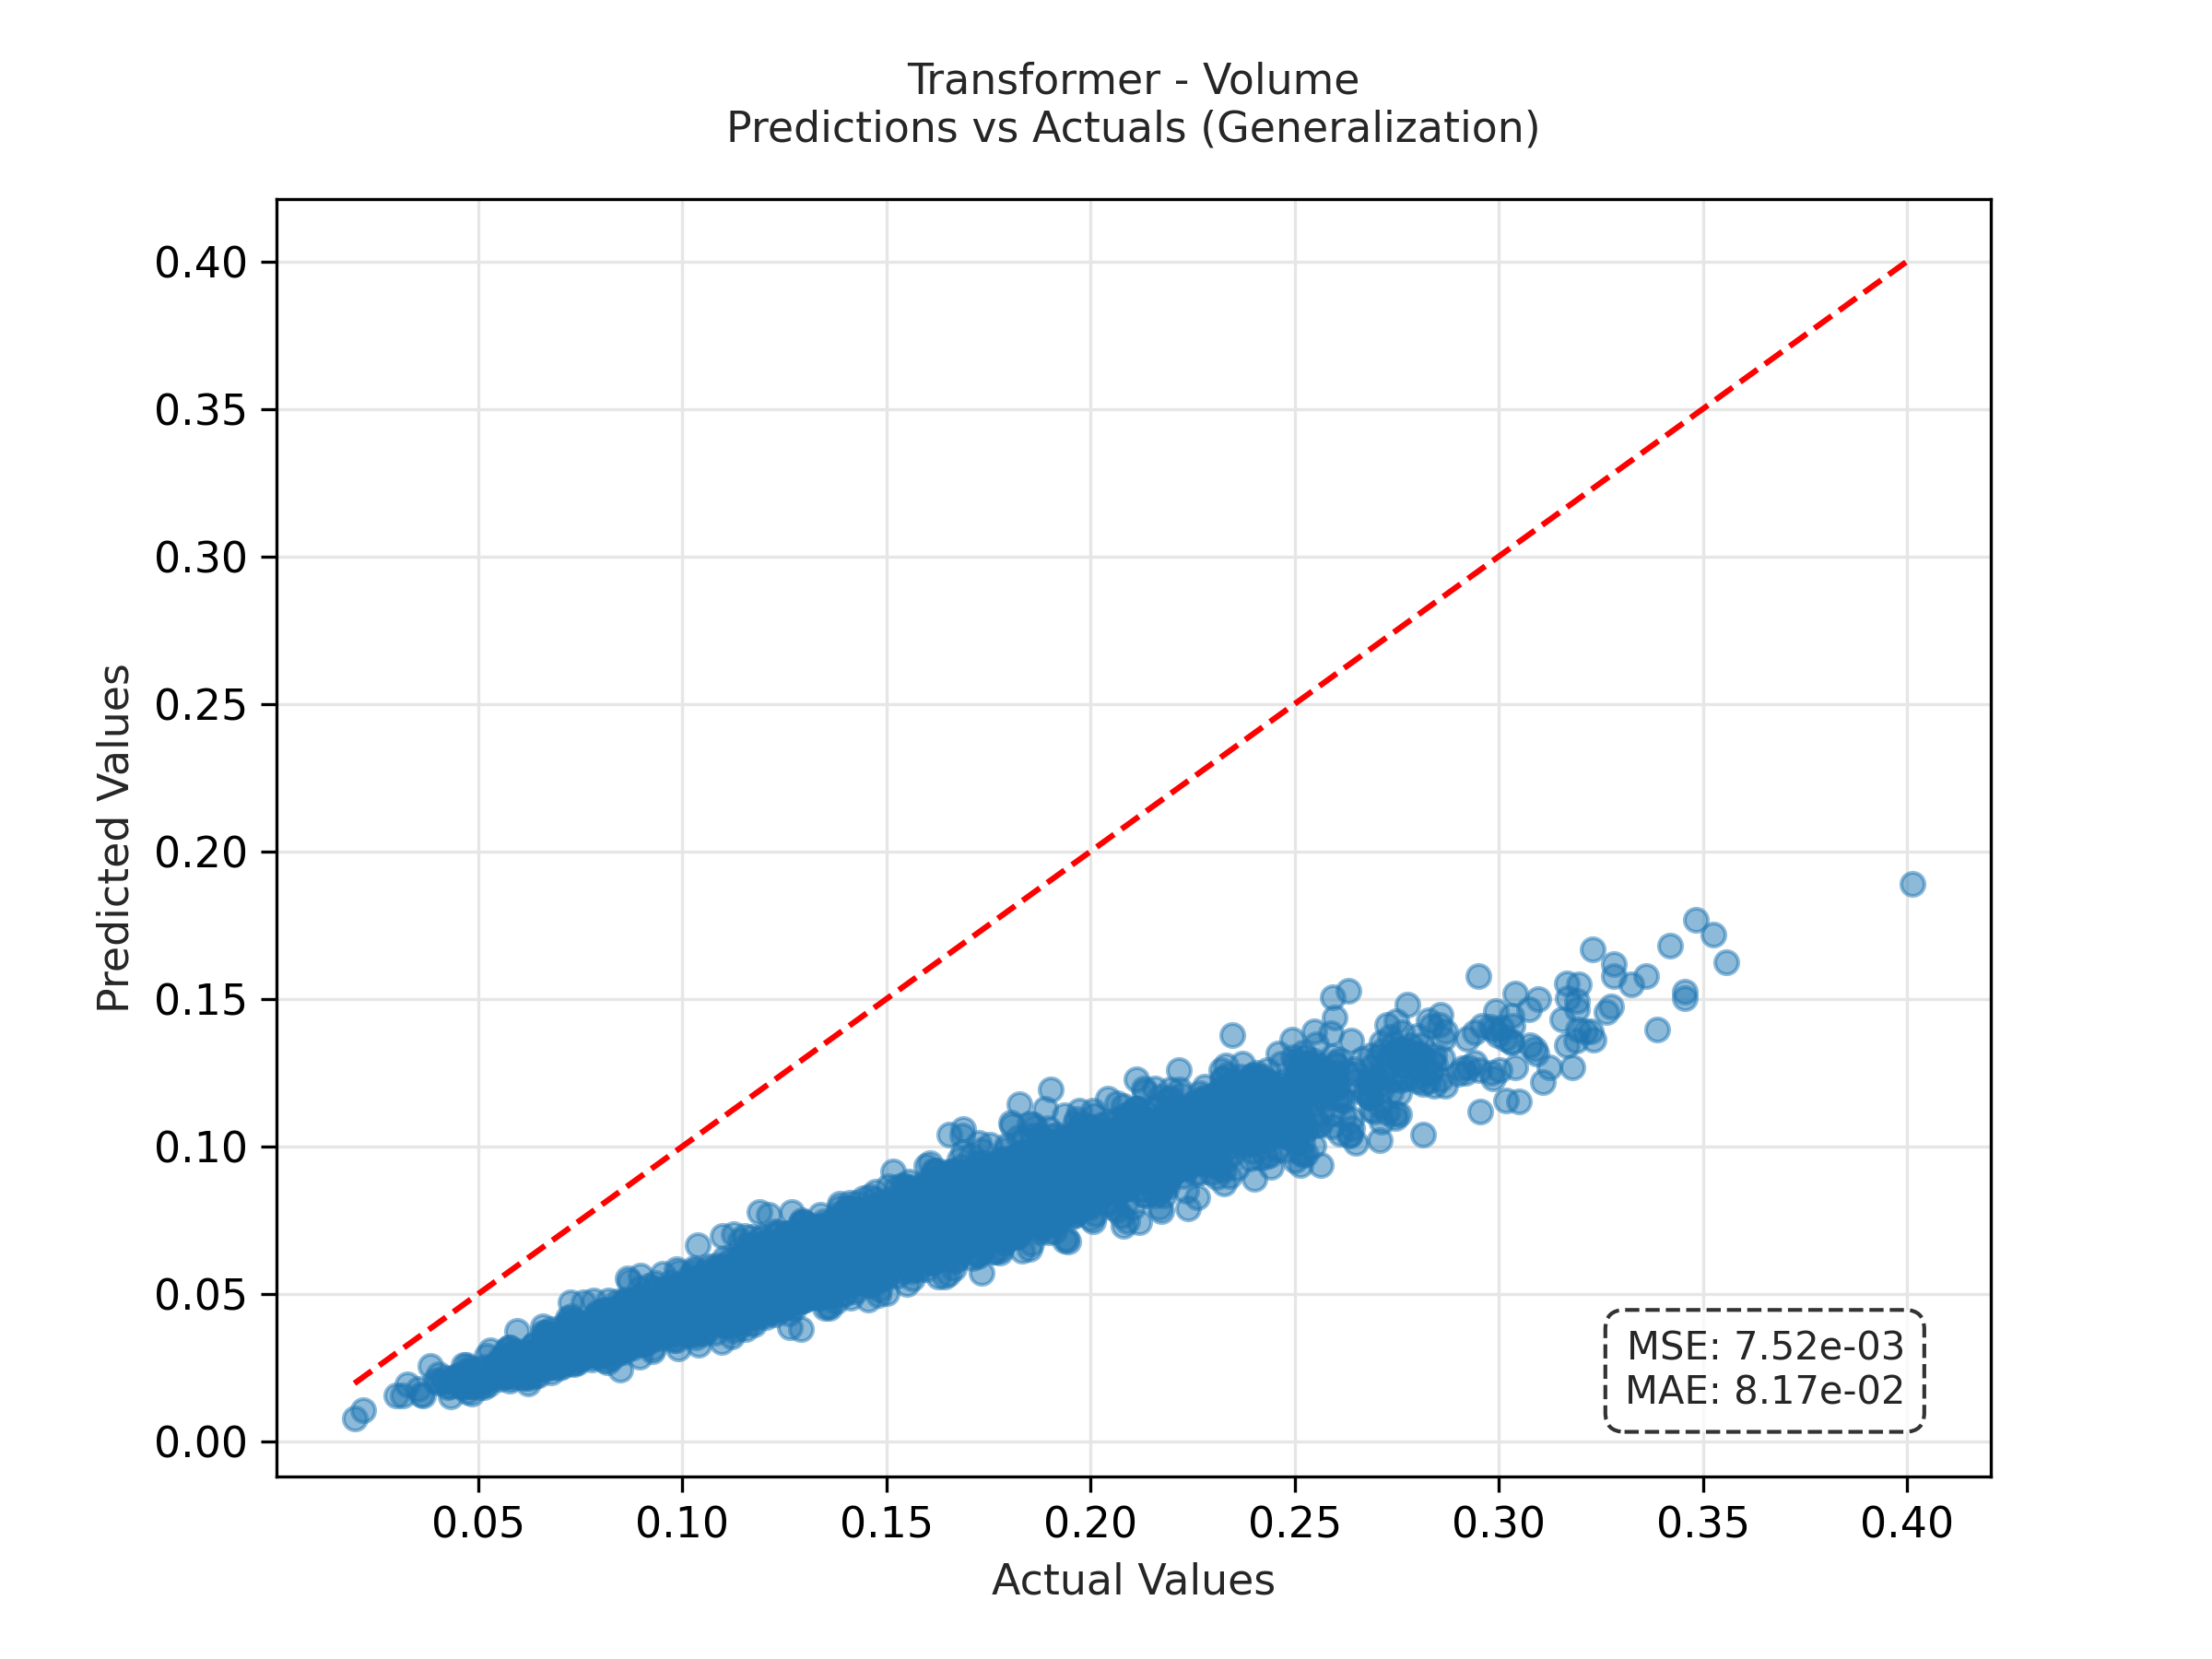 Transformer - Volume
Predictions vs Actuals (Generalization)
Predicted Values
0.40
0.35
0.30
0.25
0.20
0.15
0.10
0.05
0.00
MSE: 7.52e-03
MAE: 8.17e-02
0.05 0.10 0.15 0.20 0.25 0.30 0.35 0.40
Actual Values